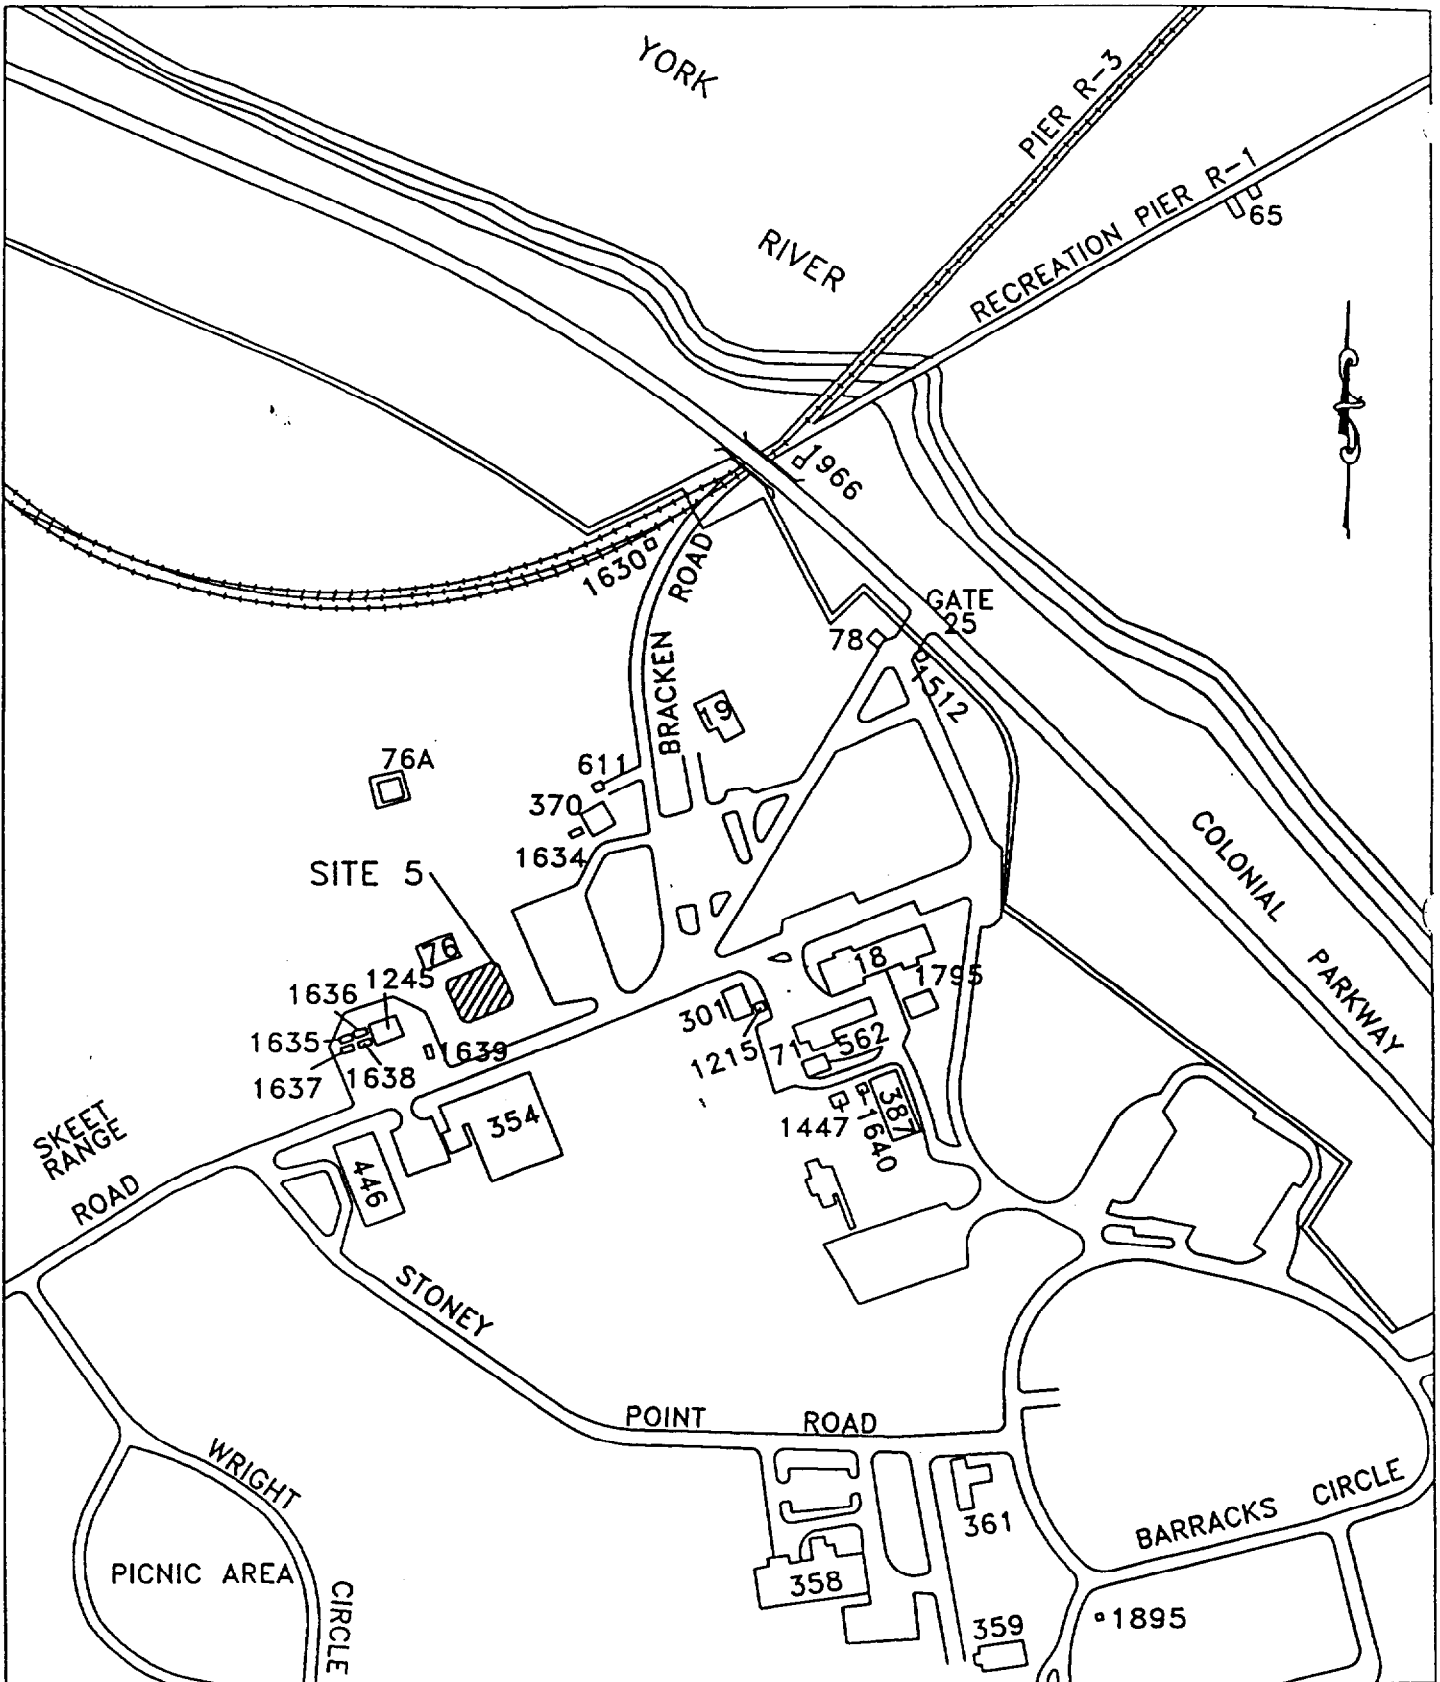 YORK
RIVER
PIER R-3
RECREATION PIER R-1
65
1966
1630
BRACKEN ROAD
GATE
25
78
1512
19
76A
611
370
1634
SITE 5
COLONIAL PARKWAY
76
1245
1636
1635
1637
1638
1639
18
1795
301
1215
71
562
387
1447
1640
354
446
SKEET
RANGE
ROAD
STONEY POINT ROAD
WRIGHT CIRCLE
PICNIC AREA
361
358
359
BARRACKS CIRCLE
1895